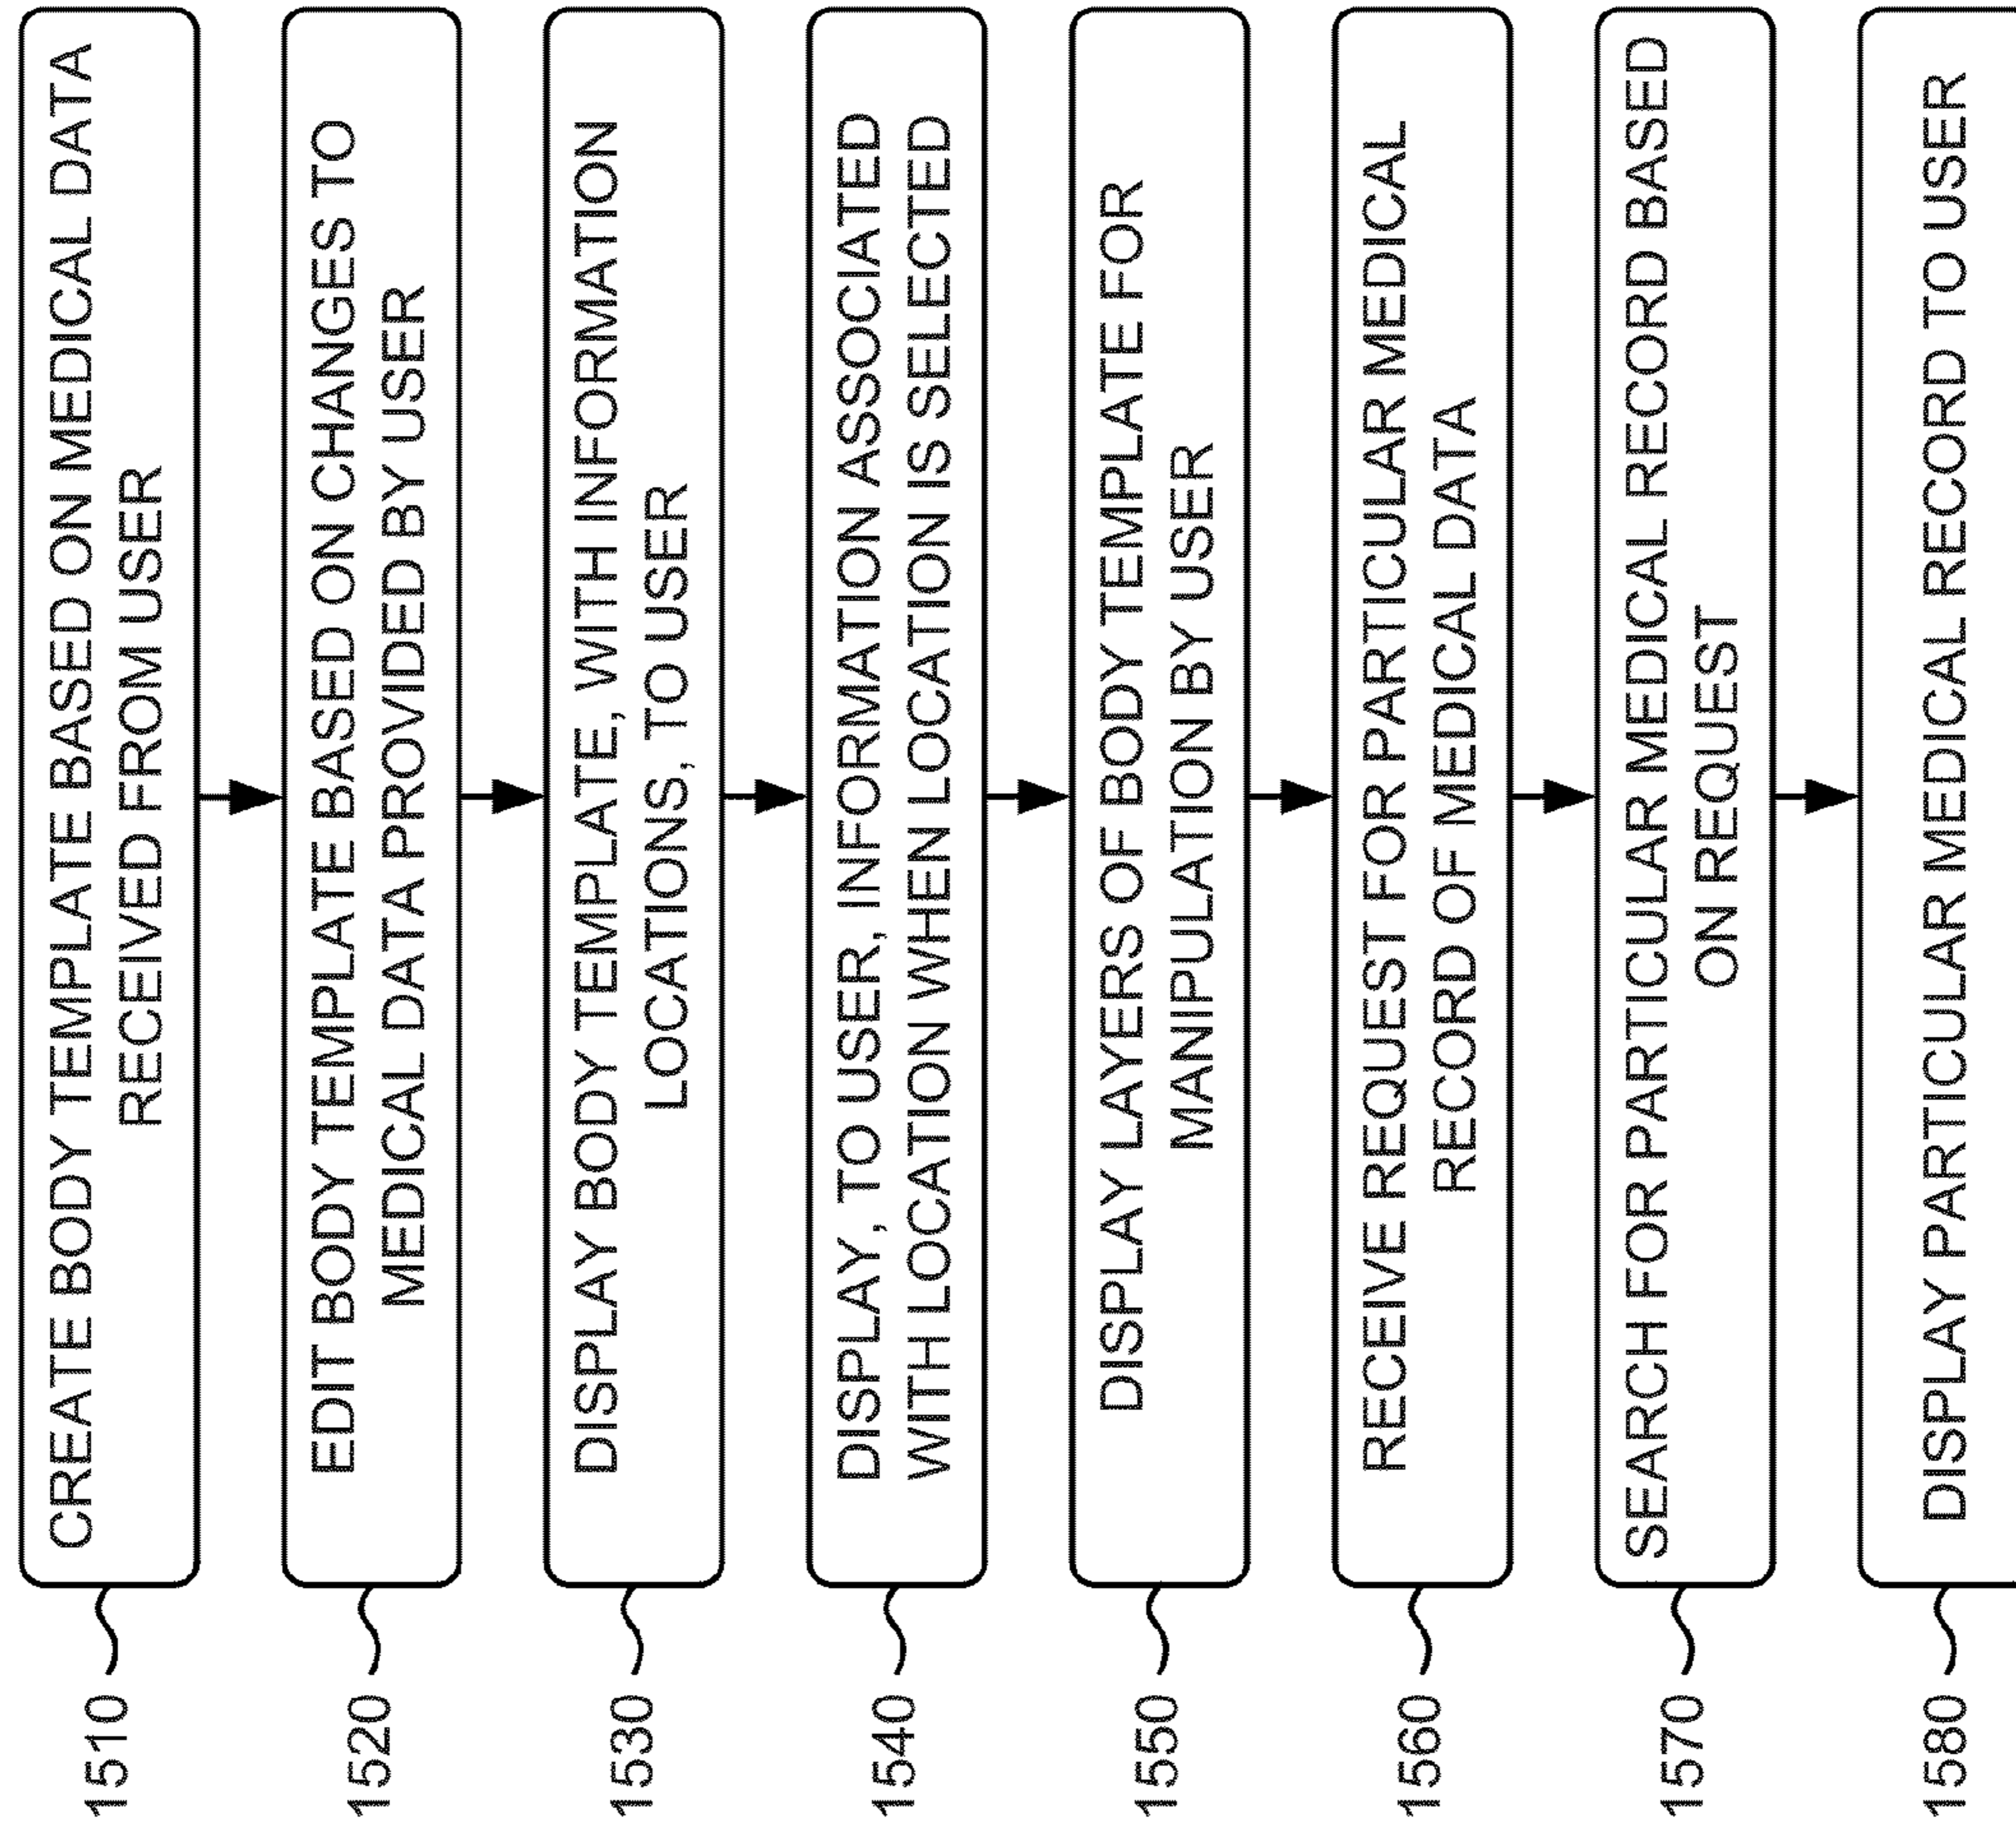 1510
CREATE BODY TEMPLATE BASED ON MEDICAL DATA
RECEIVED FROM USER
1520
EDIT BODY TEMPLATE BASED ON CHANGES TO
MEDICAL DATA PROVIDED BY USER
1530
DISPLAY BODY TEMPLATE, WITH INFORMATION
LOCATIONS, TO USER
1540
DISPLAY, TO USER, INFORMATION ASSOCIATED
WITH LOCATION WHEN LOCATION IS SELECTED
1550
DISPLAY LAYERS OF BODY TEMPLATE FOR
MANIPULATION BY USER
1560
RECEIVE REQUEST FOR PARTICULAR MEDICAL
RECORD OF MEDICAL DATA
1570
SEARCH FOR PARTICULAR MEDICAL RECORD BASED
ON REQUEST
1580
DISPLAY PARTICULAR MEDICAL RECORD TO USER